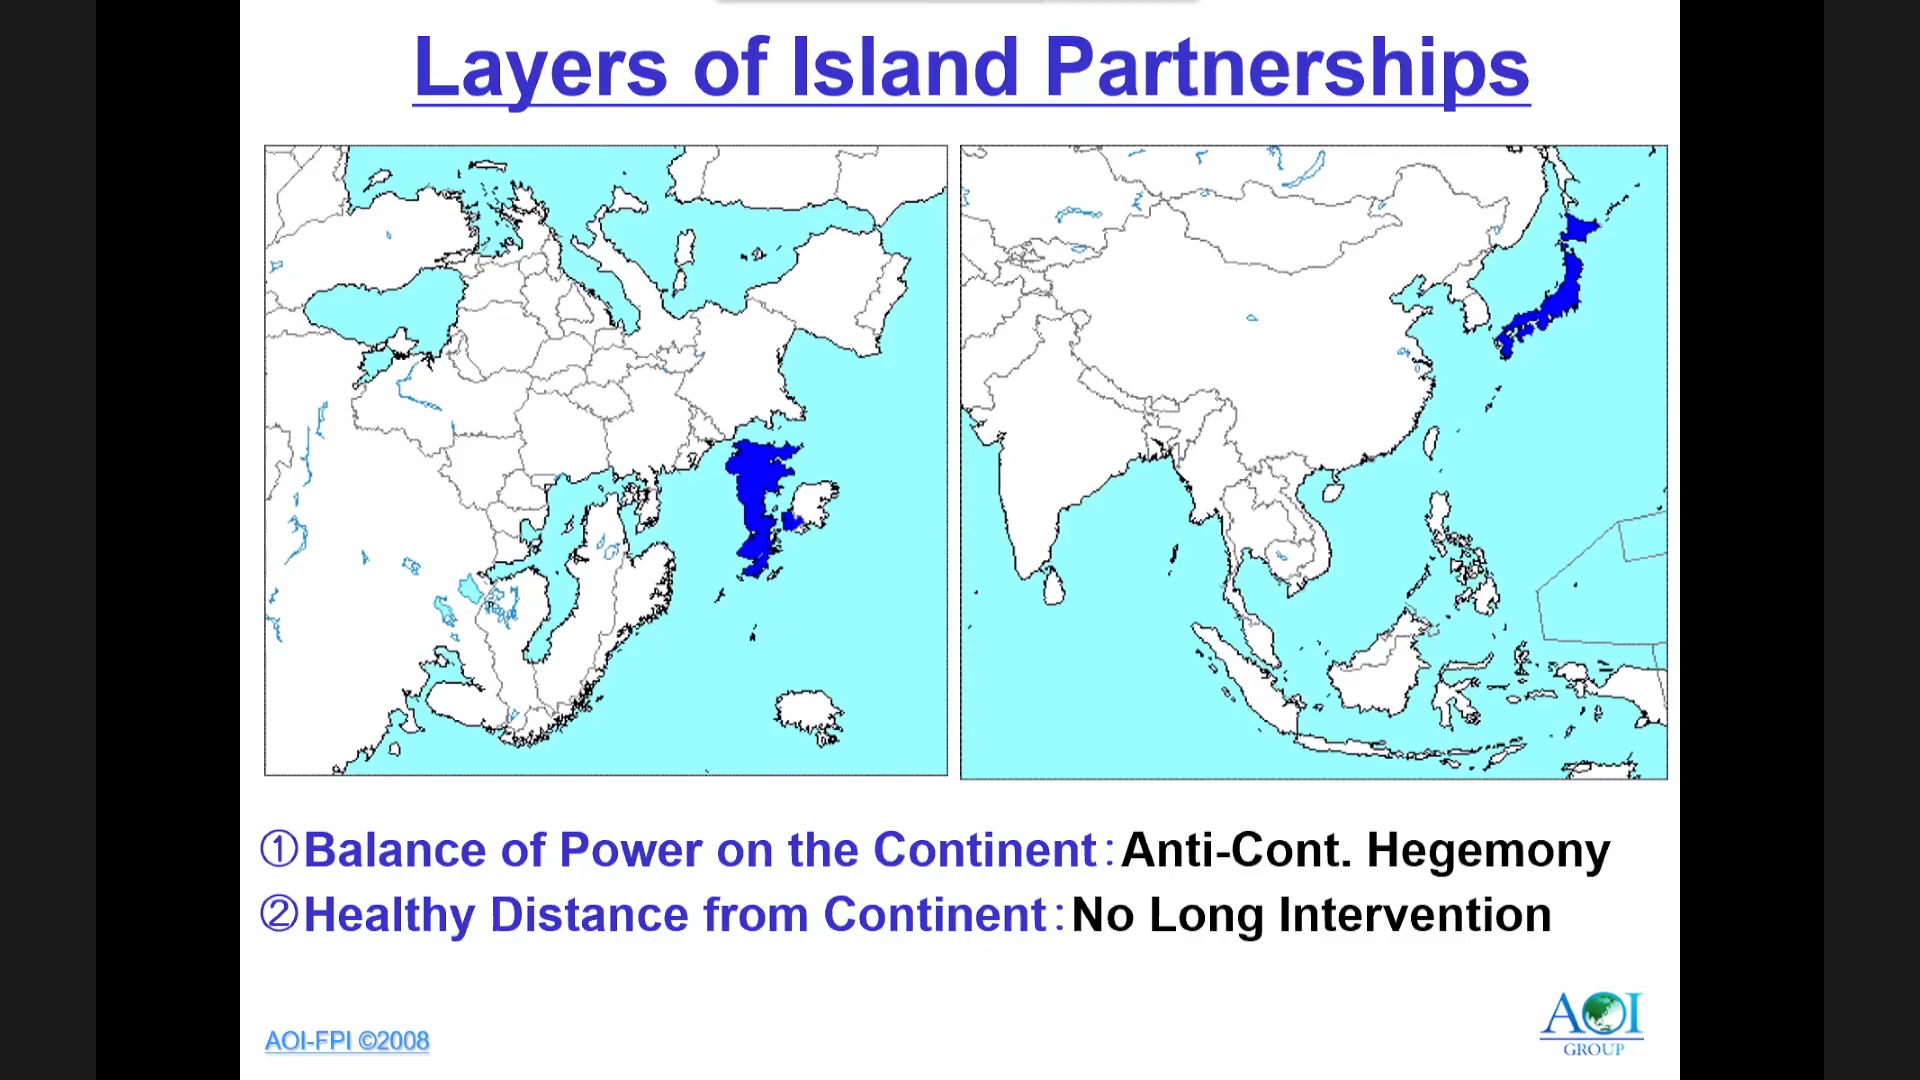 Layers of Island Partnerships
①Balance of Power on the Continent:Anti-Cont. Hegemony
②Healthy Distance from Continent:No Long Intervention
AOI-FPI ©2008
AOI
GROUP